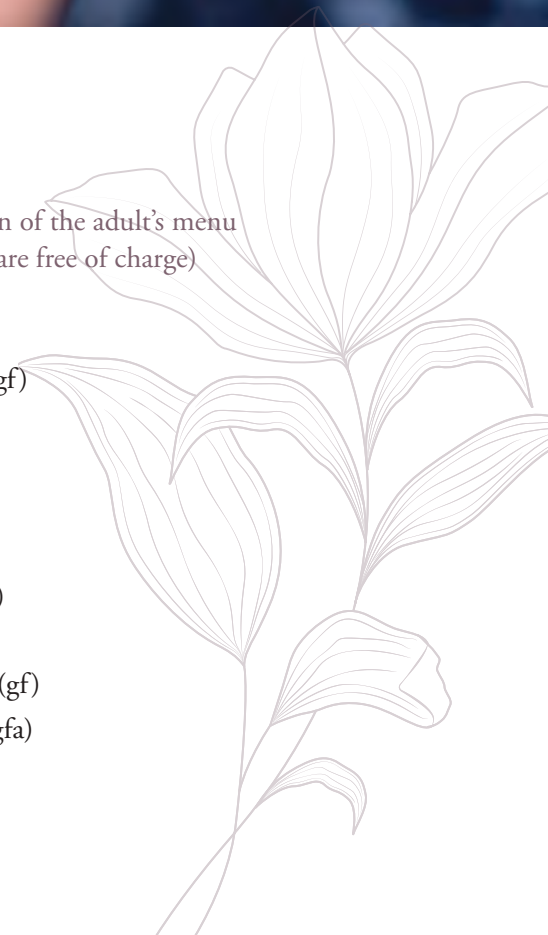 n of the adult’s menu
are free of charge)
gf)
)
(gf)
gfa)